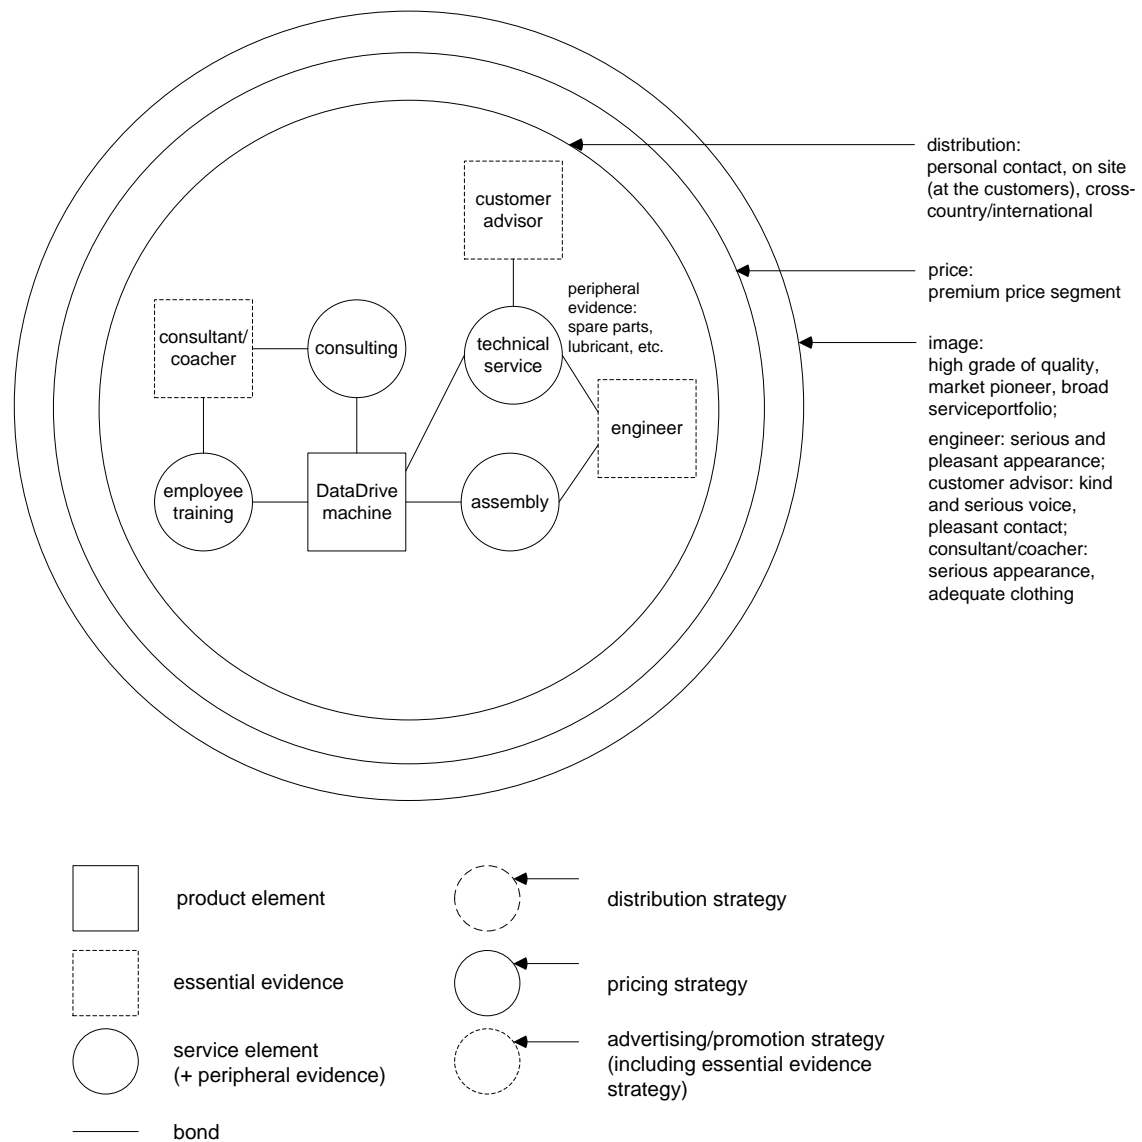 distribution:
personal contact, on site
(at the customers), cross-
country/international
customer
advisor
price:
premium price segment
peripheral
evidence:
spare parts,
lubricant, etc.
consultant/
coacher
consulting
technical
service
image:
high grade of quality,
market pioneer, broad
serviceportfolio;
engineer
engineer: serious and
pleasant appearance;
customer advisor: kind
and serious voice,
pleasant contact;
consultant/coacher:
serious appearance,
adequate clothing
employee
training
DataDrive
machine
assembly
product element
distribution strategy
essential evidence
pricing strategy
service element
(+ peripheral evidence)
advertising/promotion strategy
(including essential evidence
strategy)
bond